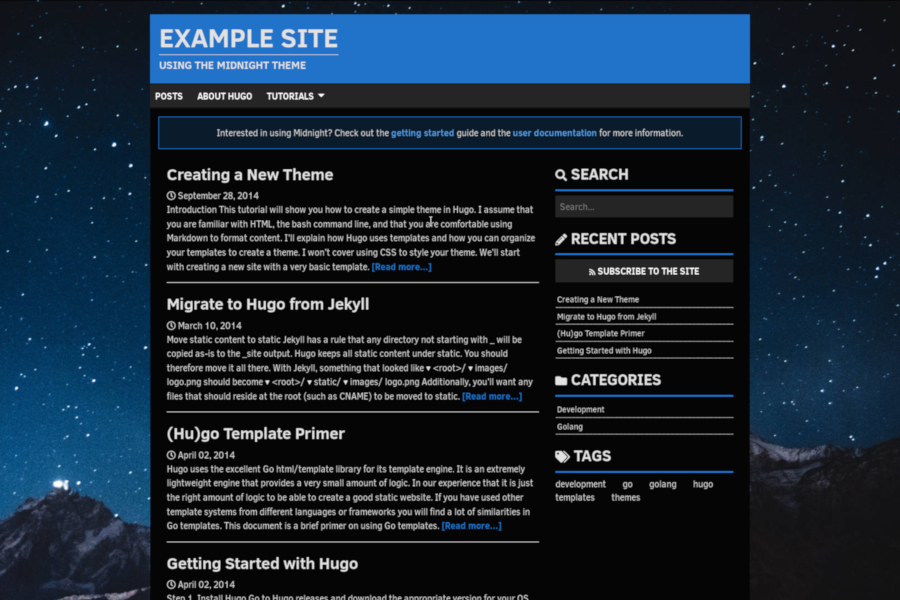 EXAMPLE SITE
USING THE MIDNIGHT THEME
POSTS ABOUT HUGO TUTORIALS
Interested in using Midnight? Check out the getting started guide and the user documentation for more information.
Creating a New Theme
September 28, 2014
Introduction This tutorial will show you how to create a simple theme in Hugo. I assume that
you are familiar with HTML, the bash command line, and that you are comfortable using
Markdown to format content. I'll explain how Hugo uses templates and how you can organize
your templates to create a theme. I won't cover using CSS to style your theme. We'll start
with creating a new site with a very basic template. [Read more...]
Migrate to Hugo from Jekyll
March 10, 2014
Move static content to static Jekyll has a rule that any directory not starting with _ will be
copied as-is to the _site output. Hugo keeps all static content under static. You should
therefore move it all there. With Jekyll, something that looked like ▾ <root>/ ▾ images/
logo.png should become ▾ <root>/ ▾ static/ ▾ images/ logo.png Additionally, you'll want any
files that should reside at the root (such as CNAME) to be moved to static. [Read more...]
(Hu)go Template Primer
April 02, 2014
Hugo uses the excellent Go html/template library for its template engine. It is an extremely
lightweight engine that provides a very small amount of logic. In our experience that it is just
the right amount of logic to be able to create a good static website. If you have used other
template systems from different languages or frameworks you will find a lot of similarities in
Go templates. This document is a brief primer on using Go templates. [Read more...]
Getting Started with Hugo
April 02, 2014
Step 1. Install Hugo Go to Hugo releases and download the appropriate version for your OS
SEARCH
Search...
RECENT POSTS
SUBSCRIBE TO THE SITE
Creating a New Theme
Migrate to Hugo from Jekyll
(Hu)go Template Primer
Getting Started with Hugo
CATEGORIES
Development
Golang
TAGS
development go golang hugo
templates themes